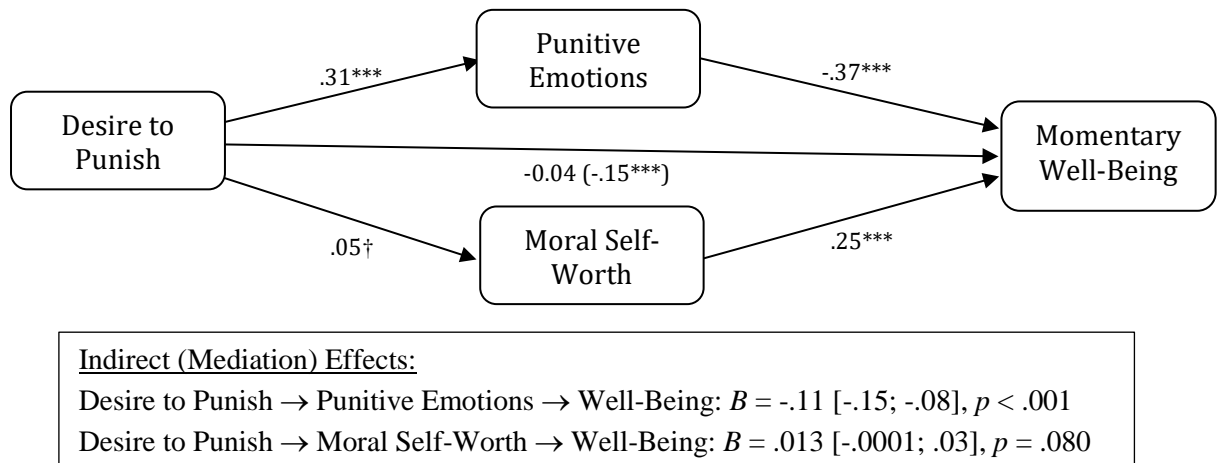 Punitive
Emotions
.31***
-.37***
Desire to
Punish
Momentary
Well-Being
-0.04 (-.15***)
Moral Self-
Worth
.05†
.25***
Indirect (Mediation) Effects:
Desire to Punish → Punitive Emotions → Well-Being: B = -.11 [-.15; -.08], p < .001
Desire to Punish → Moral Self-Worth → Well-Being: B = .013 [-.0001; .03], p = .080